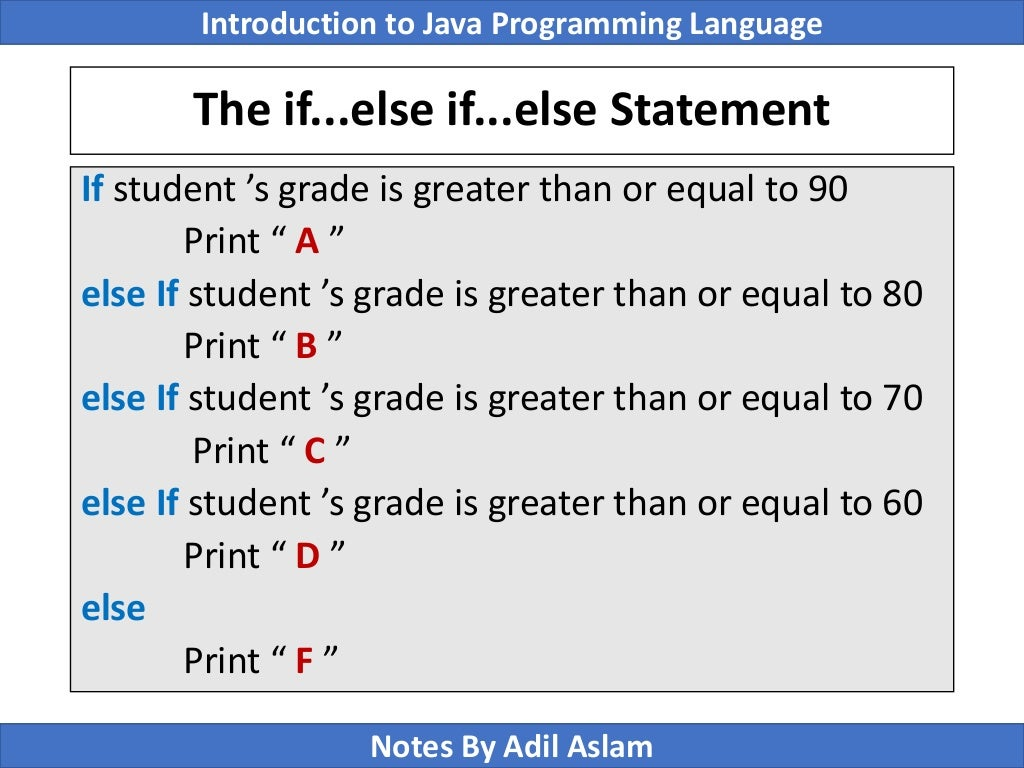 Introduction to Java Programming Language
The if...else if...else Statement
If student ’s grade is greater than or equal to 90
Print “ A ”
else If student ’s grade is greater than or equal to 80
Print “ B ”
else If student ’s grade is greater than or equal to 70
Print “ C ”
else If student ’s grade is greater than or equal to 60
Print “ D ”
else
Print “ F ”
Notes By Adil Aslam